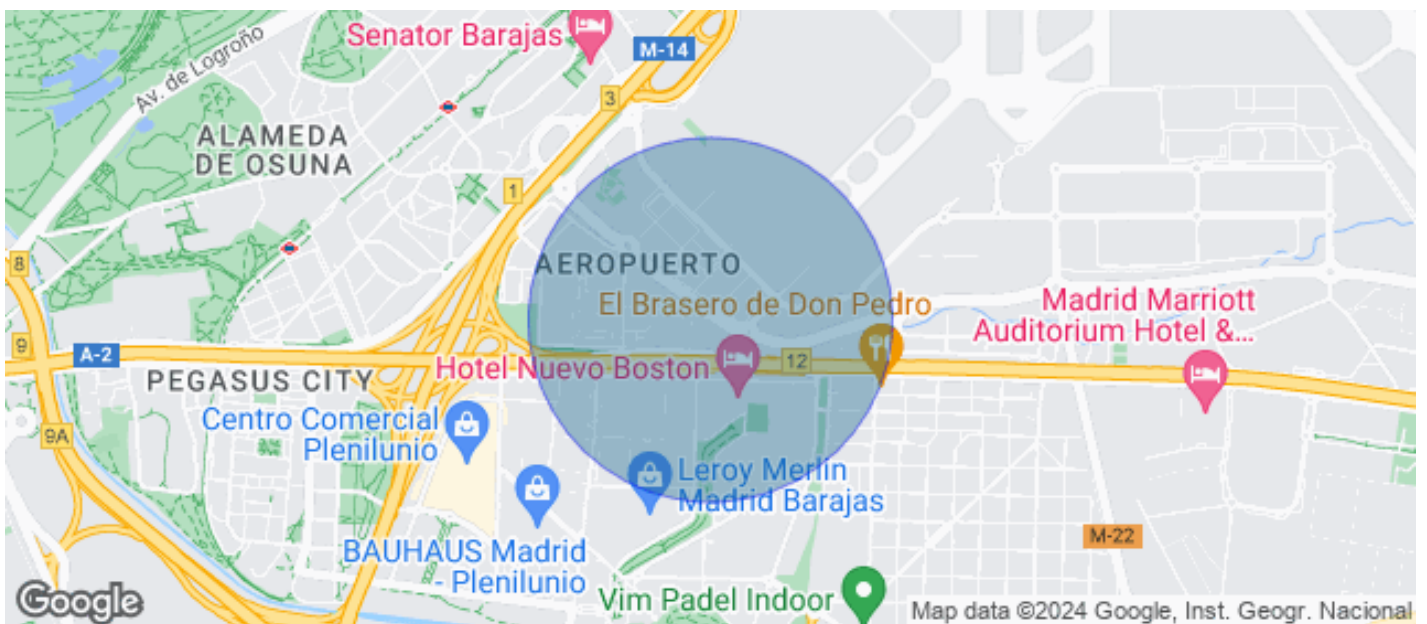 Senator Barajas
M-14
Av. de Logroño
3
ALAMEDA
DE OSUNA
1
8
AEROPUERTO
El Brasero de Don Pedro
Madrid Marriott
Auditorium Hotel &...
9
A-2
Hotel Nuevo Boston
12
PEGASUS CITY
Centro Comercial
Plenilunio
9A
Leroy Merlin
Madrid Barajas
BAUHAUS Madrid
- Plenilunio
M-22
Vim Padel Indoor
Google
Map data ©2024 Google, Inst. Geogr. Nacional